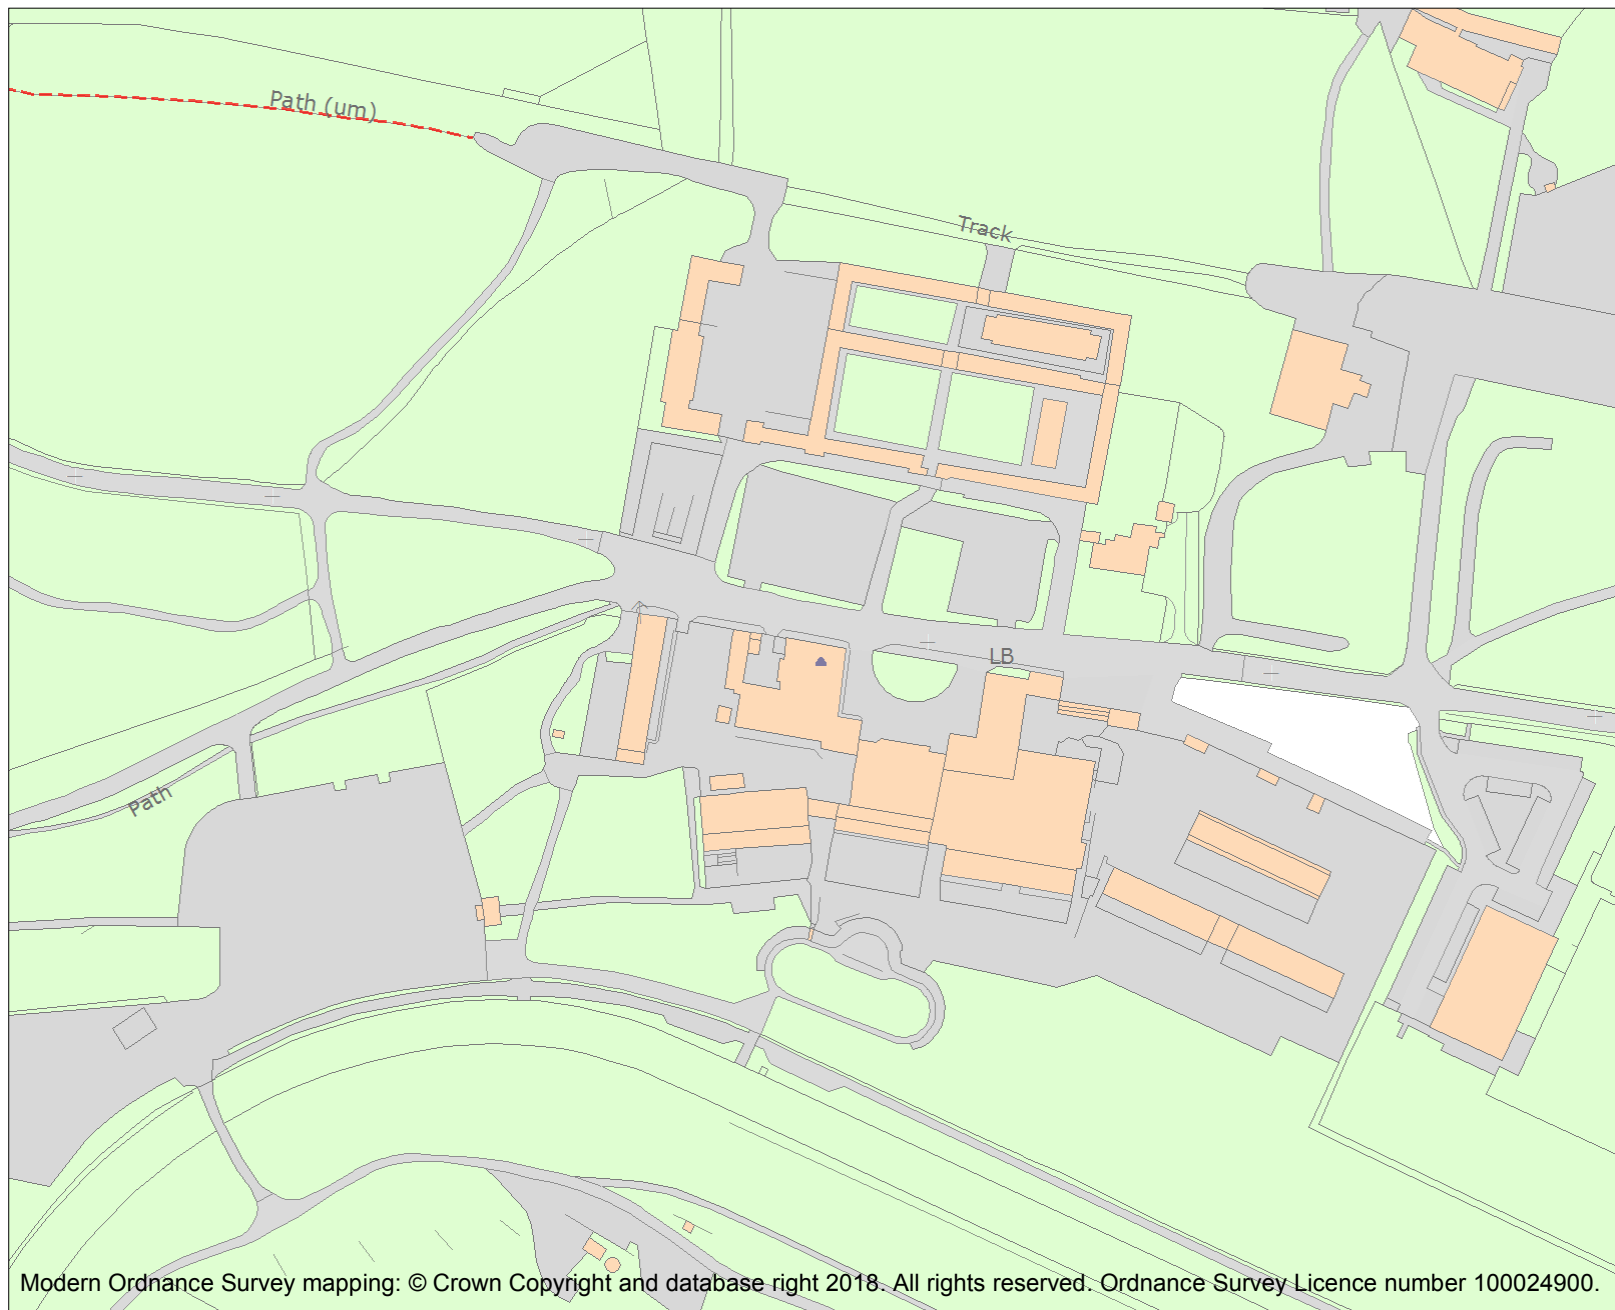 Path (um)
Track
LB
Path
Modern Ordnance Survey mapping: © Crown Copyright and database right 2018. All rights reserved. Ordnance Survey Licence number 100024900.